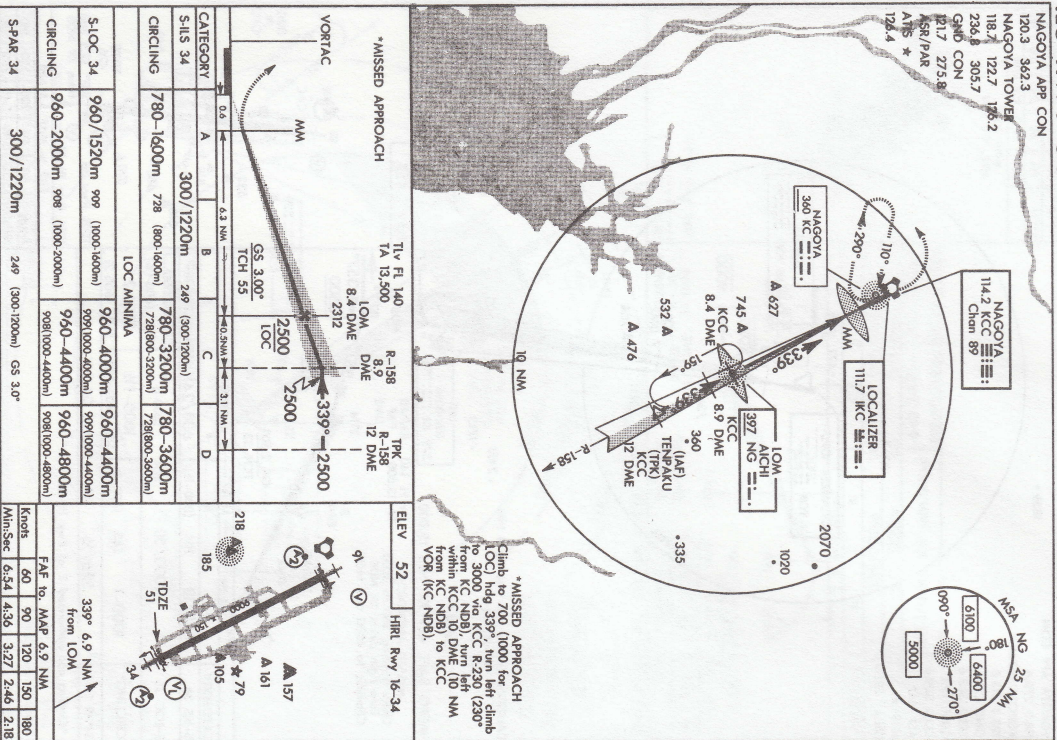 NAGOYA APP CON
120.3 362.3
NAGOYA TOWER
118.7 122.7 126.2
236.8 305.7
GND CON
121.7 275.8
ASR/PAR
ATIS ★
126.4
MSA NG 25 NM
090°
180°
270°
6100
6400
5000
NAGOYA
114.2 KCC
Chan 89
LOCALIZER
111.7 IKG
NAGOYA
360 KC
110°
290°
MM
339°
627
745
KCC
8.4 DME
532
476
159°
339°
LOM
AICHI
397 NG
KCC
8.9 DME
360
(IAF)
TENPAKU
(TPK)
KCC
12 DME
R-158
10 NM
2070
1020
335
*MISSED APPROACH
Climb to 700 (1000 for
LOC) hdg 339°, turn left climb
to 3000 via KCC R-230 (230°
from KC NDB), turn left
within KCC 10 DME (10 NM
from KC NDB) to KCC
VOR (KC NDB).
*MISSED APPROACH
VORTAC
MM
TLv FL 140
TA 13,500
LOM
8.4 DME
2312
R-158
8.9
DME
TPK
R-158
12 DME
GS 3.00°
TCH 55
2500
LOC
2500
339°
2500
0.6
6.3 NM
0.5NM
3.1 NM
CATEGORY A B C D
S-ILS 34 300/1220m 249 (300-1200m)
CIRCLING 780-1600m 728 (800-1600m) 780-3200m 728(800-3200m) 780-3600m 728(800-3600m)
LOC MINIMA
S-LOC 34 960/1520m 909 (1000-1600m) 960-4000m 909(1000-4000m) 960-4400m 909(1000-4400m)
CIRCLING 960-2000m 908 (1000-2000m) 960-4400m 908(1000-4400m) 960-4800m 908(1000-4800m)
S-PAR 34 300/1220m 249 (300-1200m) GS 3.0°
ELEV 52
HIRL Rwy 16-34
16
V
A2
218
185
9000
150
157
161
79
105
TDZE
51
34
VL
A2
339° 6.9 NM
from LOM
FAF to MAP 6.9 NM
Knots 60 90 120 150 180
Min:Sec 6:54 4:36 3:27 2:46 2:18